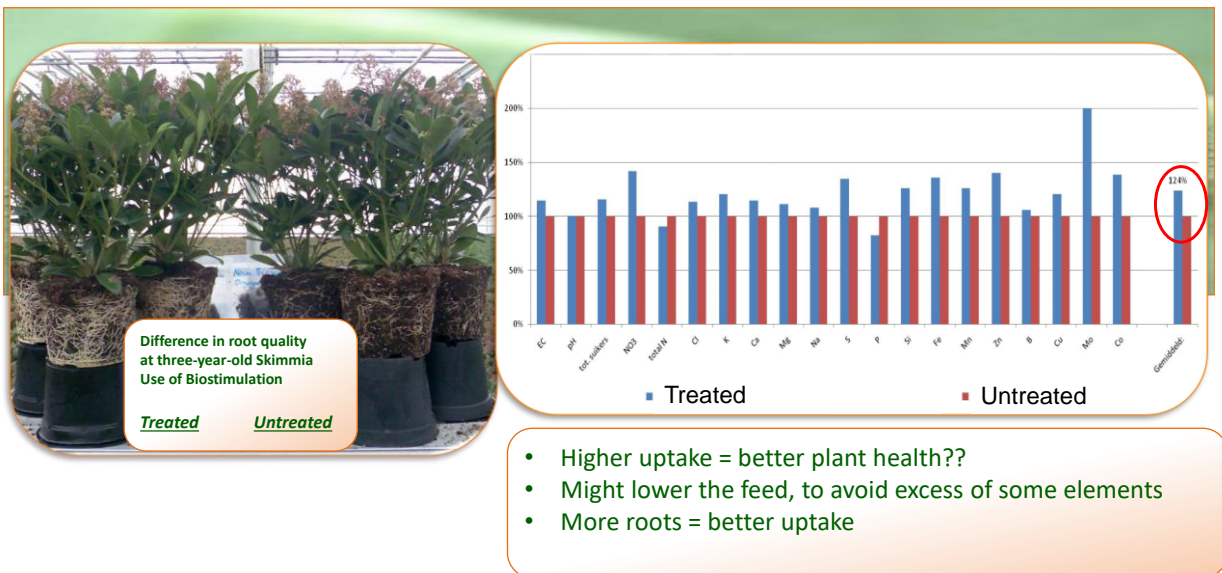 Difference in root quality
at three-year-old Skimmia
Use of Biostimulation
Treated Untreated
200%
150%
100%
50%
0%
124%
EC
pH
tot. suikers
NO3
total N
Cl
K
Ca
Mg
Na
S
P
Si
Fe
Mn
Zn
B
Cu
Mo
Co
Gemiddeld:
Treated Untreated
• Higher uptake = better plant health??
• Might lower the feed, to avoid excess of some elements
• More roots = better uptake